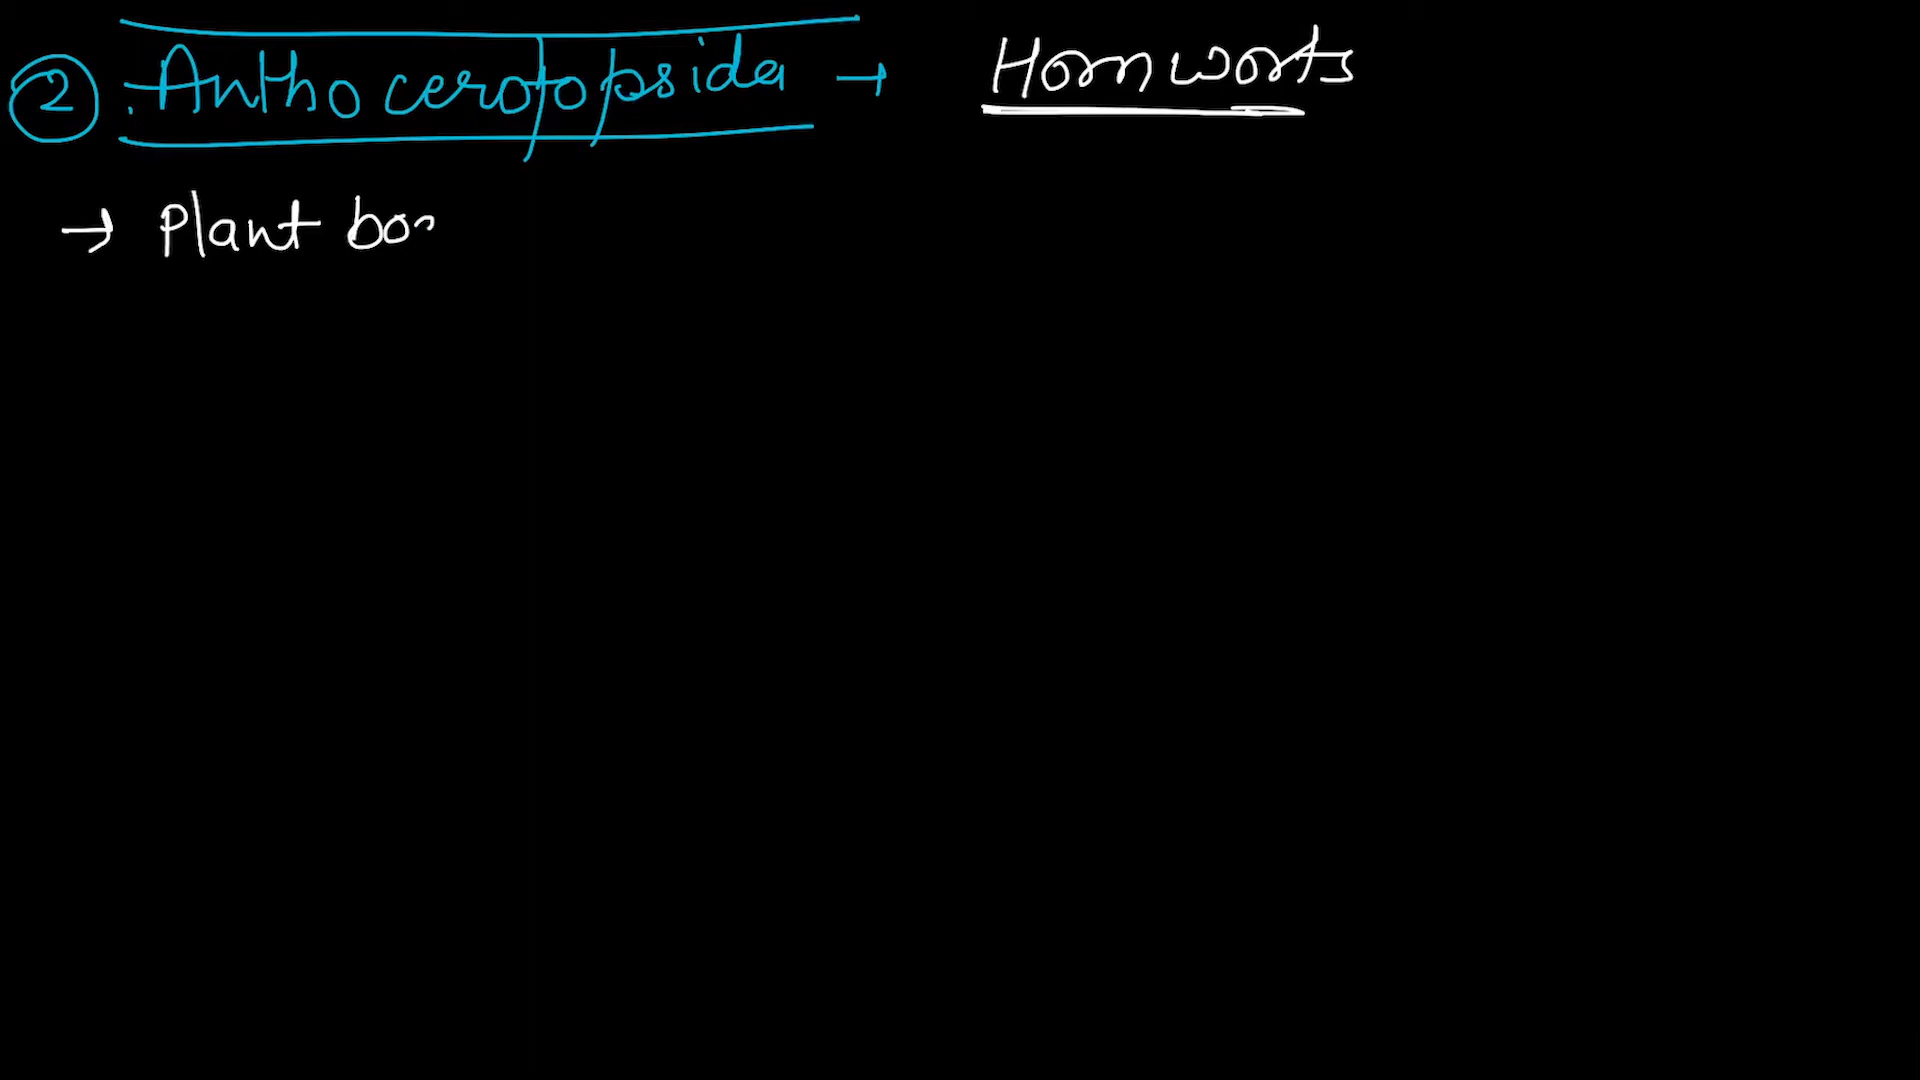 ② Anthocerotopsida → Hornworts
→ Plant bo